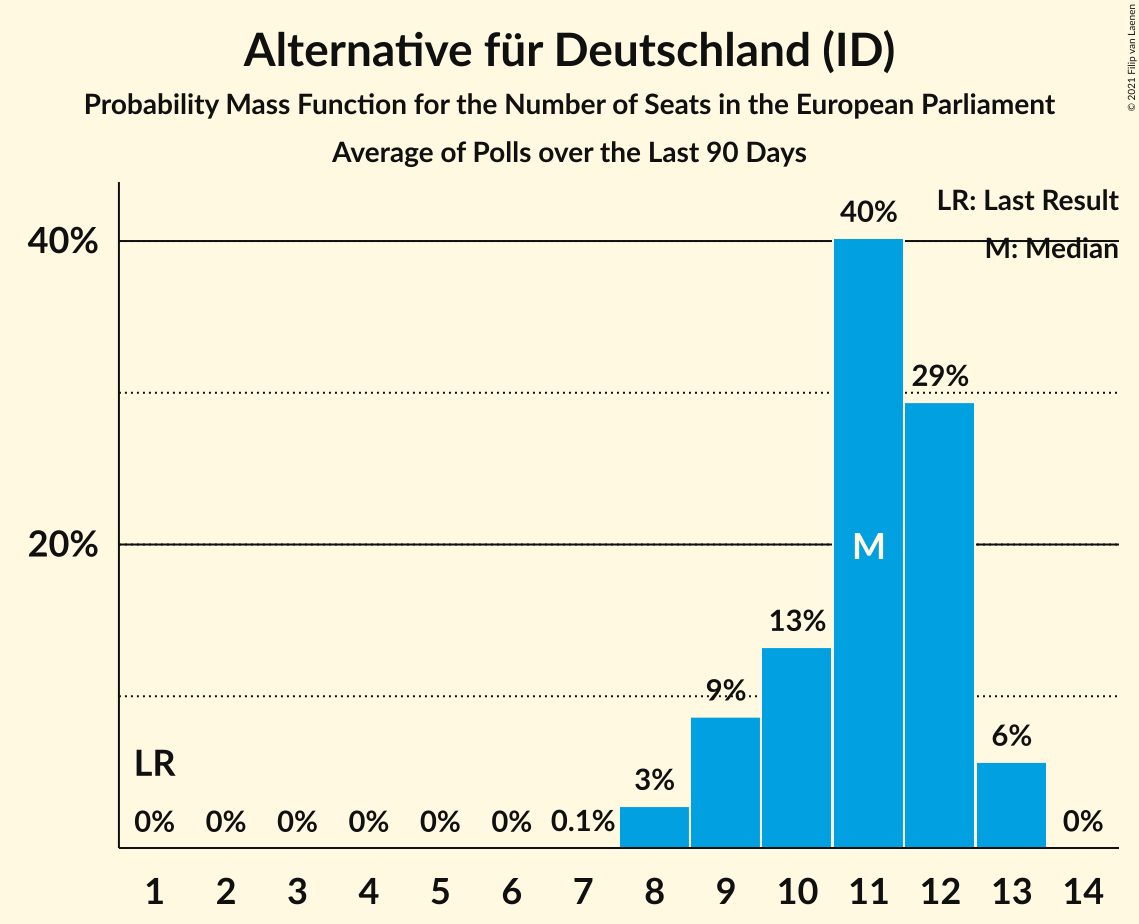 Alternative für Deutschland (ID)
Probability Mass Function for the Number of Seats in the European Parliament
Average of Polls over the Last 90 Days
© 2021 Filip van Laenen
LR: Last Result
M: Median
40%
20%
40%
29%
M
13%
9%
6%
3%
LR
0% 0% 0% 0% 0% 0% 0.1% 0%
1 2 3 4 5 6 7 8 9 10 11 12 13 14